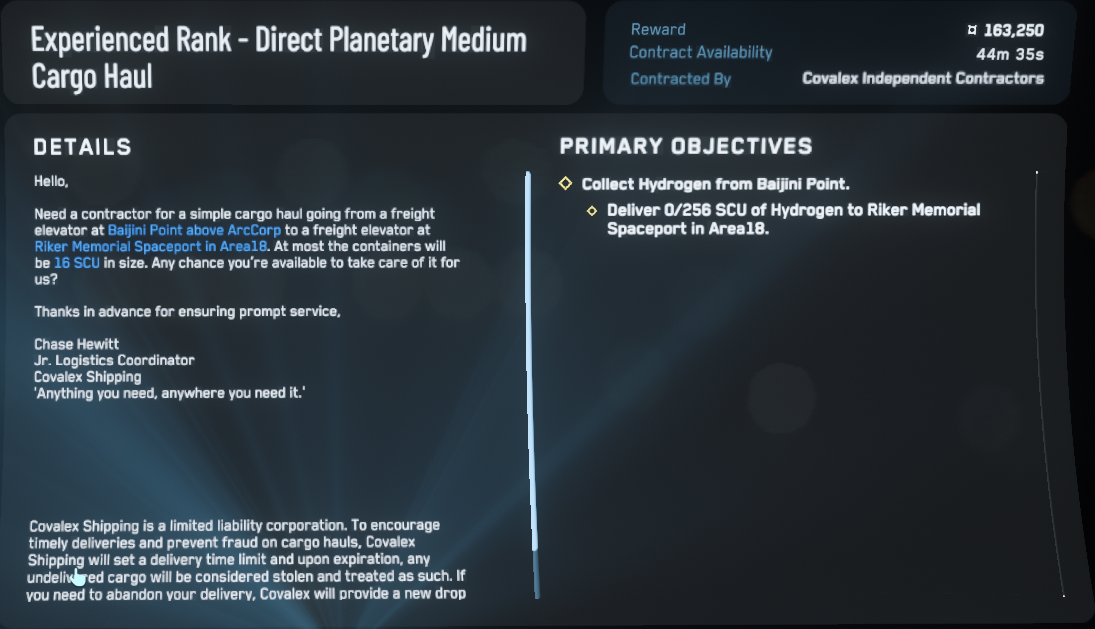 Experienced Rank - Direct Planetary Medium
Cargo Haul
Reward ¤ 163,250
Contract Availability 44m 35s
Contracted By Covalex Independent Contractors
DETAILS
Hello,
Need a contractor for a simple cargo haul going from a freight
elevator at Baijini Point above ArcCorp to a freight elevator at
Riker Memorial Spaceport in Area18. At most the containers will
be 16 SCU in size. Any chance you're available to take care of it for
us?
Thanks in advance for ensuring prompt service,
Chase Hewitt
Jr. Logistics Coordinator
Covalex Shipping
'Anything you need, anywhere you need it.'
Covalex Shipping is a limited liability corporation. To encourage
timely deliveries and prevent fraud on cargo hauls, Covalex
Shipping will set a delivery time limit and upon expiration, any
undelivered cargo will be considered stolen and treated as such. If
you need to abandon your delivery, Covalex will provide a new drop
PRIMARY OBJECTIVES
Collect Hydrogen from Baijini Point.
Deliver 0/256 SCU of Hydrogen to Riker Memorial
Spaceport in Area18.